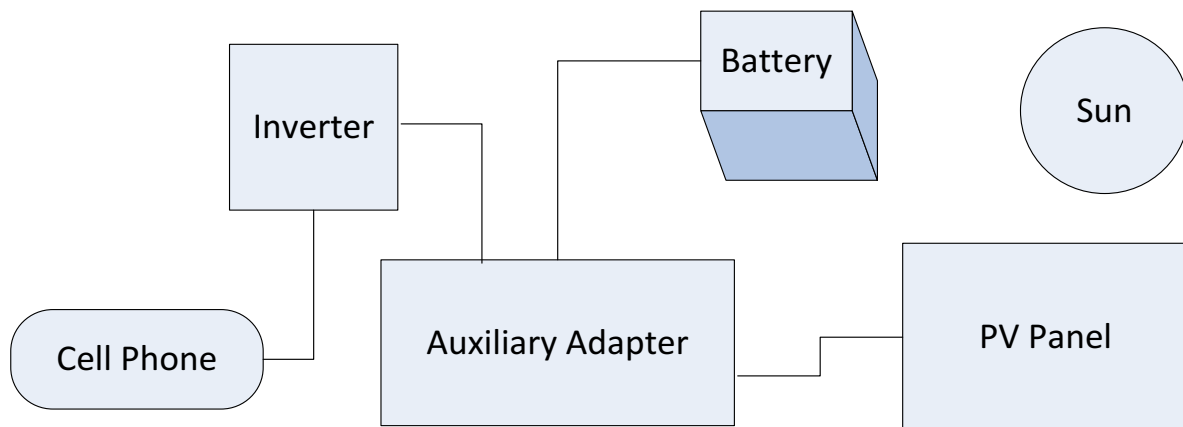 Battery
Sun
Inverter
Auxiliary Adapter
PV Panel
Cell Phone